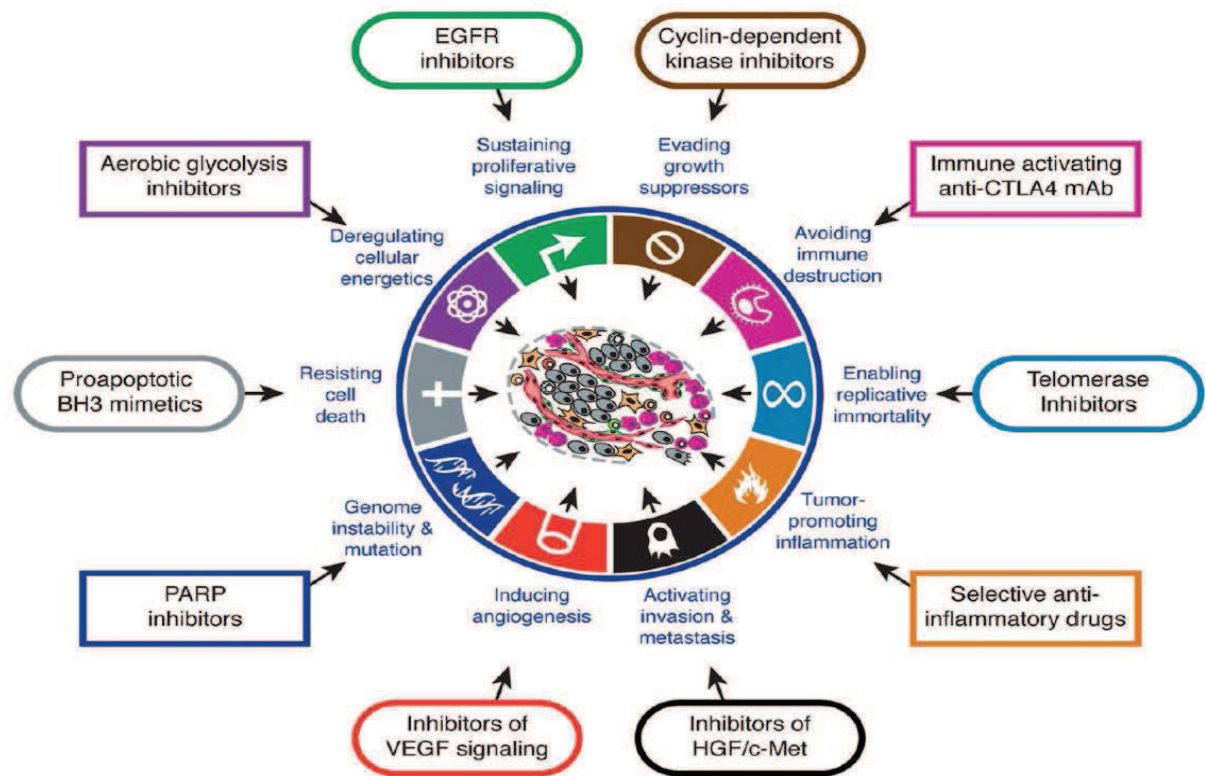 EGFR
inhibitors
Cyclin-dependent
kinase inhibitors
Sustaining
proliferative
signaling
Evading
growth
suppressors
Aerobic glycolysis
inhibitors
Immune activating
anti-CTLA4 mAb
Deregulating
cellular
energetics
Avoiding
immune
destruction
Proapoptotic
BH3 mimetics
Resisting
cell
death
Enabling
replicative
immortality
Telomerase
Inhibitors
Genome
instability &
mutation
Tumor-
promoting
inflammation
PARP
inhibitors
Inducing
angiogenesis
Activating
invasion &
metastasis
Selective anti-
inflammatory drugs
Inhibitors of
VEGF signaling
Inhibitors of
HGF/c-Met